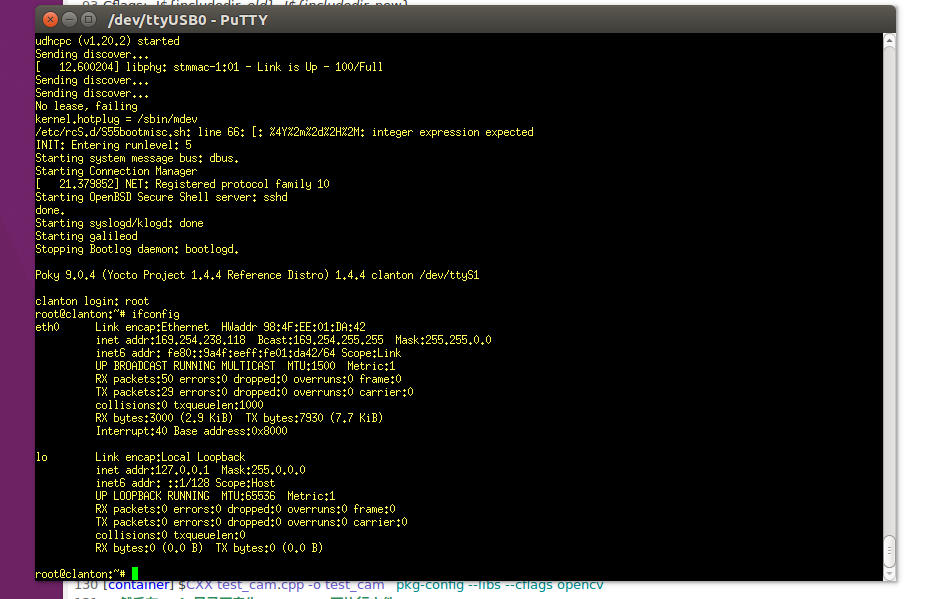 93 Cflags: -I${includedir_old} -I${includedir_new}
/dev/ttyUSB0 - PuTTY
udhcpc (v1.20.2) started
Sending discover...
[   12.600204] libphy: stmmac-1:01 - Link is Up - 100/Full
Sending discover...
Sending discover...
No lease, failing
kernel.hotplug = /sbin/mdev
/etc/rcS.d/S55bootmisc.sh: line 66: [: %4Y%2m%2d%2H%2M: integer expression expected
INIT: Entering runlevel: 5
Starting system message bus: dbus.
Starting Connection Manager
[   21.379852] NET: Registered protocol family 10
Starting OpenBSD Secure Shell server: sshd
done.
Starting syslogd/klogd: done
Starting galileod
Stopping Bootlog daemon: bootlogd.
Poky 9.0.4 (Yocto Project 1.4.4 Reference Distro) 1.4.4 clanton /dev/ttyS1
clanton login: root
root@clanton:~# ifconfig
eth0      Link encap:Ethernet  HWaddr 98:4F:EE:01:DA:42
          inet addr:169.254.238.118  Bcast:169.254.255.255  Mask:255.255.0.0
          inet6 addr: fe80::9a4f:eeff:fe01:da42/64 Scope:Link
          UP BROADCAST RUNNING MULTICAST  MTU:1500  Metric:1
          RX packets:50 errors:0 dropped:0 overruns:0 frame:0
          TX packets:29 errors:0 dropped:0 overruns:0 carrier:0
          collisions:0 txqueuelen:1000
          RX bytes:3000 (2.9 KiB)  TX bytes:7930 (7.7 KiB)
          Interrupt:40 Base address:0x8000
lo        Link encap:Local Loopback
          inet addr:127.0.0.1  Mask:255.0.0.0
          inet6 addr: ::1/128 Scope:Host
          UP LOOPBACK RUNNING  MTU:65536  Metric:1
          RX packets:0 errors:0 dropped:0 overruns:0 frame:0
          TX packets:0 errors:0 dropped:0 overruns:0 carrier:0
          collisions:0 txqueuelen:0
          RX bytes:0 (0.0 B)  TX bytes:0 (0.0 B)
root@clanton:~#
130 [container] $CXX test_cam.cpp -o test_cam `pkg-config --libs --cflags opencv`